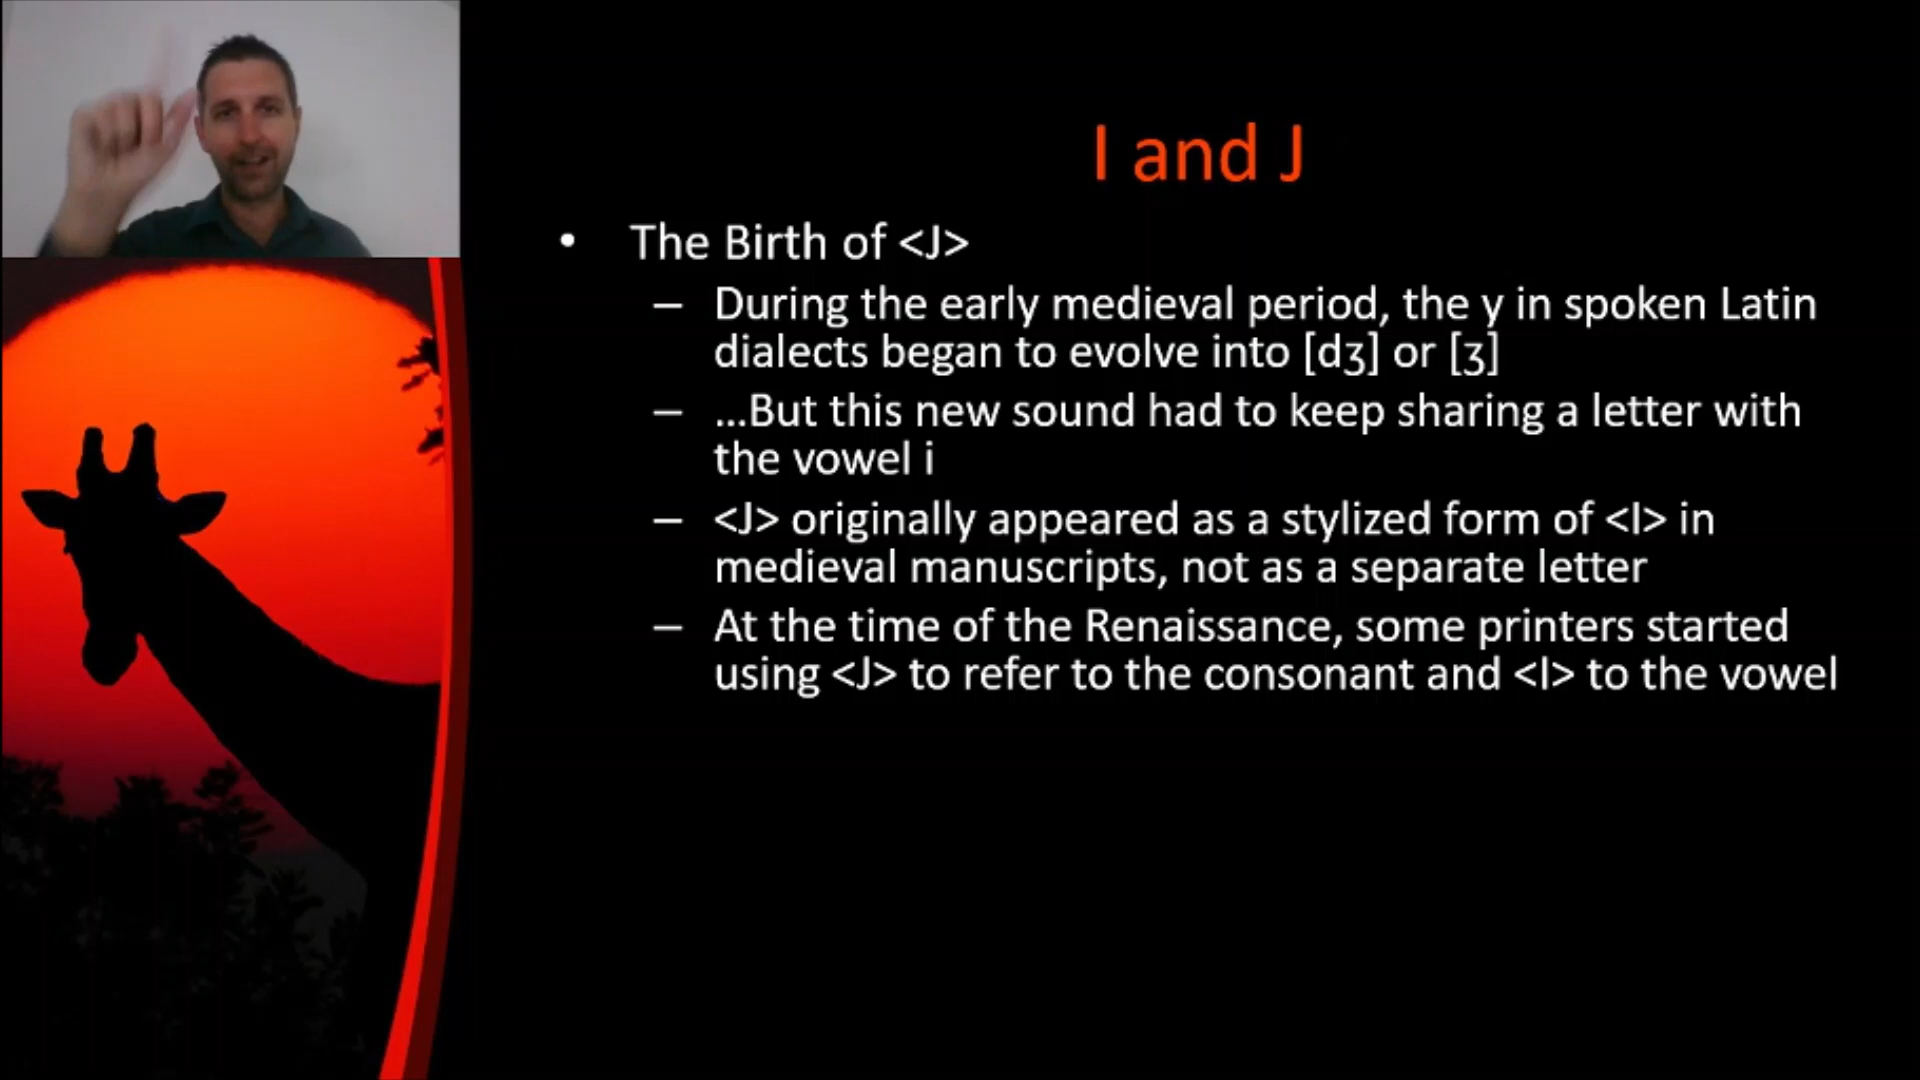 I and J
• The Birth of <J>
– During the early medieval period, the y in spoken Latin
dialects began to evolve into [dʒ] or [ʒ]
– ...But this new sound had to keep sharing a letter with
the vowel i
– <J> originally appeared as a stylized form of <I> in
medieval manuscripts, not as a separate letter
– At the time of the Renaissance, some printers started
using <J> to refer to the consonant and <I> to the vowel